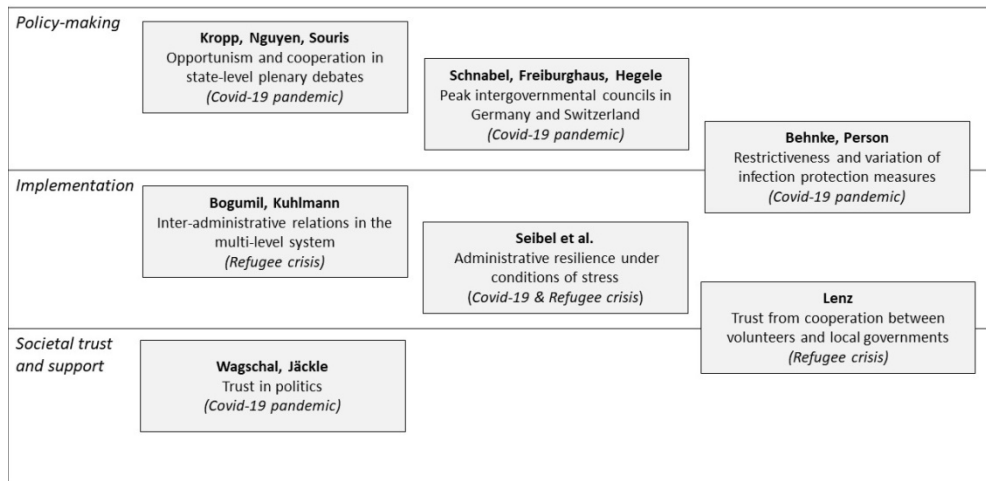 Policy-making
Kropp, Nguyen, Souris
Opportunism and cooperation in
state-level plenary debates
(Covid-19 pandemic)
Schnabel, Freiburghaus, Hegele
Peak intergovernmental councils in
Germany and Switzerland
(Covid-19 pandemic)
Behnke, Person
Restrictiveness and variation of
infection protection measures
(Covid-19 pandemic)
Implementation
Bogumil, Kuhlmann
Inter-administrative relations in the
multi-level system
(Refugee crisis)
Seibel et al.
Administrative resilience under
conditions of stress
(Covid-19 & Refugee crisis)
Lenz
Trust from cooperation between
volunteers and local governments
(Refugee crisis)
Societal trust
and support
Wagschal, Jäckle
Trust in politics
(Covid-19 pandemic)